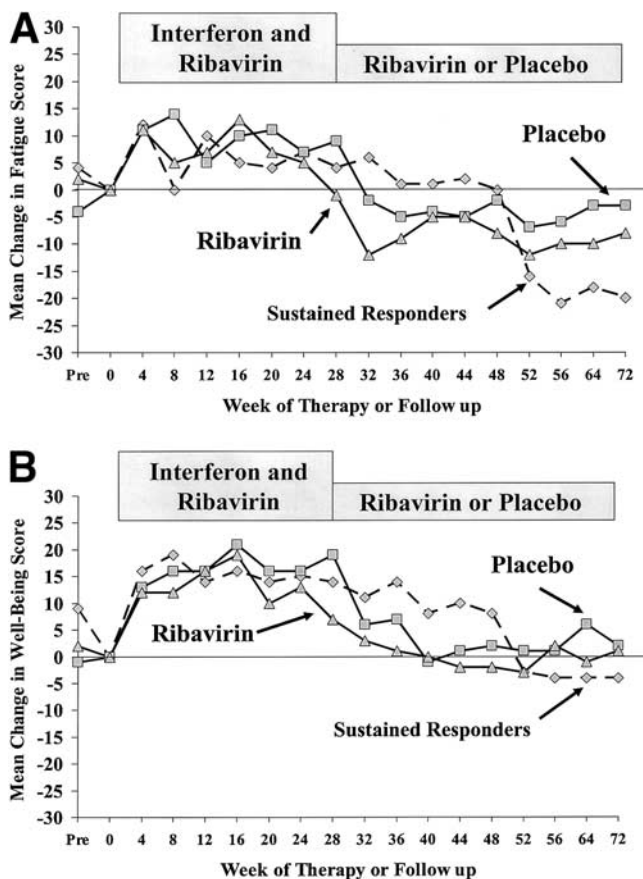 A
Interferon and
Ribavirin
Ribavirin or Placebo
30
25
20
15
10
5
0
-5
-10
-15
-20
-25
-30
Mean Change in Fatigue Score
Placebo
Ribavirin
Sustained Responders
Pre 0 4 8 12 16 20 24 28 32 36 40 44 48 52 56 64 72
Week of Therapy or Follow up
B
Interferon and
Ribavirin
Ribavirin or Placebo
30
25
20
15
10
5
0
-5
-10
-15
-20
-25
-30
Mean Change in Well-Being Score
Placebo
Ribavirin
Sustained Responders
Pre 0 4 8 12 16 20 24 28 32 36 40 44 48 52 56 64 72
Week of Therapy or Follow up